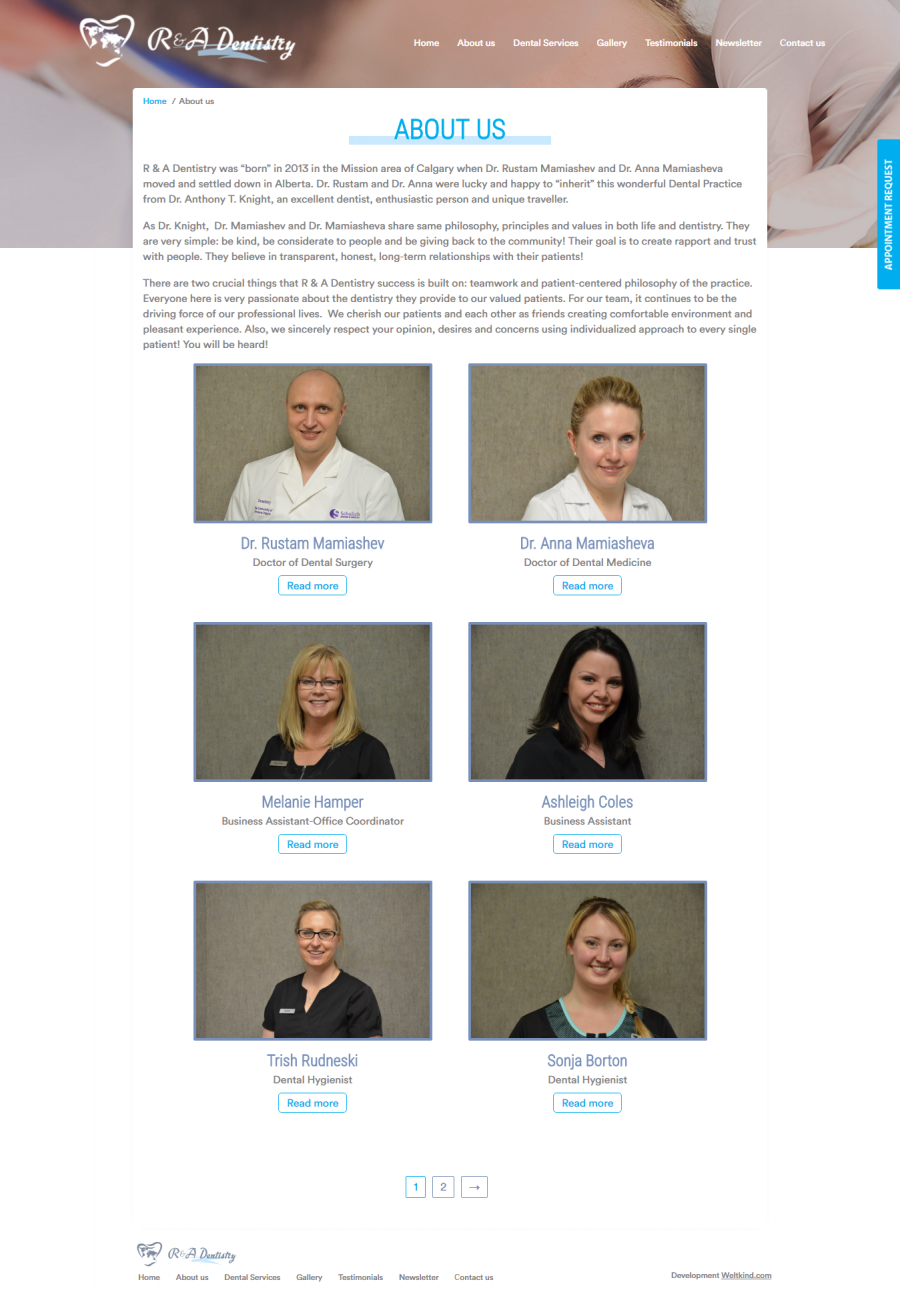 R&A Dentistry
Home About us Dental Services Gallery Testimonials Newsletter Contact us
Home / About us
ABOUT US
APPOINTMENT REQUEST
R & A Dentistry was “born” in 2013 in the Mission area of Calgary when Dr. Rustam Mamiashev and Dr. Anna Mamiasheva
moved and settled down in Alberta. Dr. Rustam and Dr. Anna were lucky and happy to “inherit” this wonderful Dental Practice
from Dr. Anthony T. Knight, an excellent dentist, enthusiastic person and unique traveller.
As Dr. Knight,  Dr. Mamiashev and Dr. Mamiasheva share same philosophy, principles and values in both life and dentistry. They
are very simple: be kind, be considerate to people and be giving back to the community! Their goal is to create rapport and trust
with people. They believe in transparent, honest, long-term relationships with their patients!
There are two crucial things that R & A Dentistry success is built on: teamwork and patient-centered philosophy of the practice.
Everyone here is very passionate about the dentistry they provide to our valued patients. For our team, it continues to be the
driving force of our professional lives.  We cherish our patients and each other as friends creating comfortable environment and
pleasant experience. Also, we sincerely respect your opinion, desires and concerns using individualized approach to every single
patient! You will be heard!
Dr. Rustam Mamiashev
Doctor of Dental Surgery
Read more
Dr. Anna Mamiasheva
Doctor of Dental Medicine
Read more
Melanie Hamper
Business Assistant-Office Coordinator
Read more
Ashleigh Coles
Business Assistant
Read more
Trish Rudneski
Dental Hygienist
Read more
Sonja Borton
Dental Hygienist
Read more
1 2 →
R&A Dentistry
Home About us Dental Services Gallery Testimonials Newsletter Contact us
Development Weltkind.com